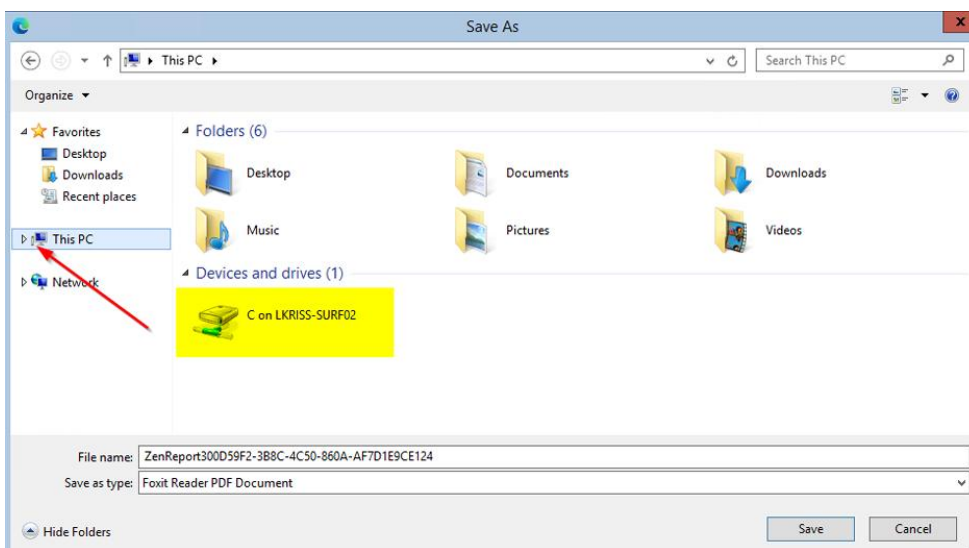 Save As
x
This PC
Search This PC
Organize
?
Favorites
Desktop
Downloads
Recent places
This PC
Network
Folders (6)
Desktop
Documents
Downloads
Music
Pictures
Videos
Devices and drives (1)
C on LKRISS-SURF02
File name: ZenReport300D59F2-3B8C-4C50-860A-AF7D1E9CE124
Save as type: Foxit Reader PDF Document
Hide Folders
Save
Cancel